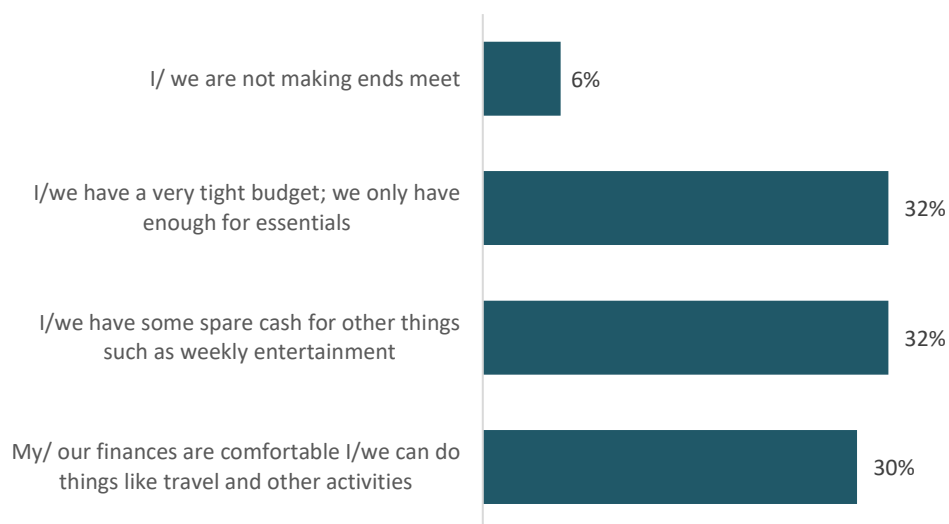 I/ we are not making ends meet
6%
I/we have a very tight budget; we only have
enough for essentials
32%
I/we have some spare cash for other things
such as weekly entertainment
32%
My/ our finances are comfortable I/we can do
things like travel and other activities
30%